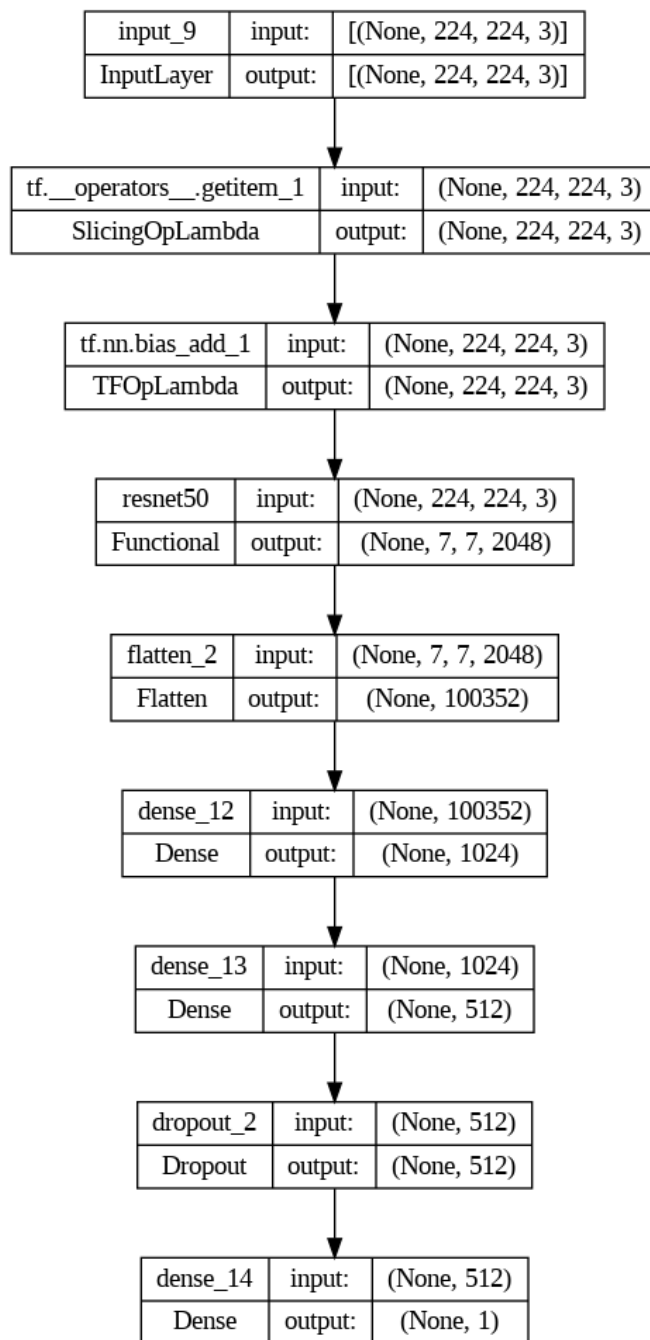 input_9 input: [(None, 224, 224, 3)]
InputLayer output: [(None, 224, 224, 3)]
tf.__operators__.getitem_1 input: (None, 224, 224, 3)
SlicingOpLambda output: (None, 224, 224, 3)
tf.nn.bias_add_1 input: (None, 224, 224, 3)
TFOpLambda output: (None, 224, 224, 3)
resnet50 input: (None, 224, 224, 3)
Functional output: (None, 7, 7, 2048)
flatten_2 input: (None, 7, 7, 2048)
Flatten output: (None, 100352)
dense_12 input: (None, 100352)
Dense output: (None, 1024)
dense_13 input: (None, 1024)
Dense output: (None, 512)
dropout_2 input: (None, 512)
Dropout output: (None, 512)
dense_14 input: (None, 512)
Dense output: (None, 1)